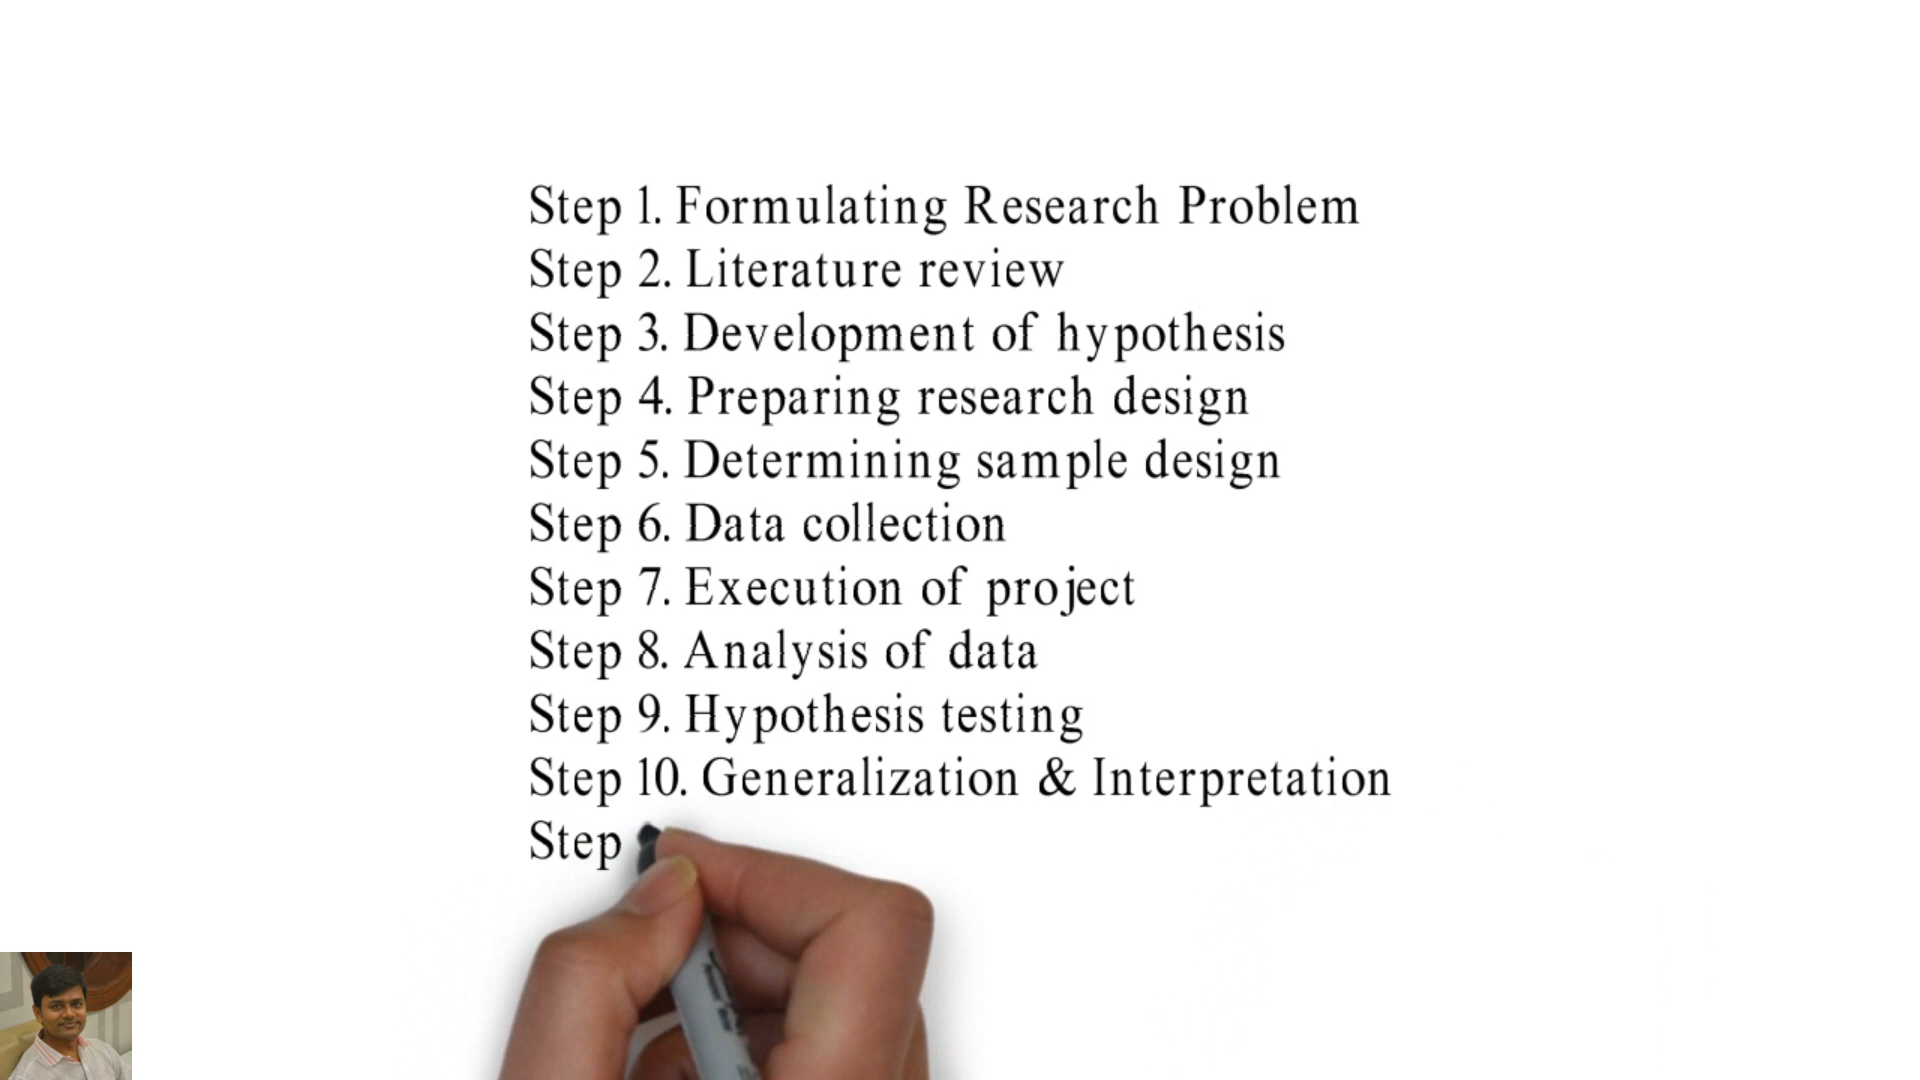 Step 1. Formulating Research Problem
Step 2. Literature review
Step 3. Development of hypothesis
Step 4. Preparing research design
Step 5. Determining sample design
Step 6. Data collection
Step 7. Execution of project
Step 8. Analysis of data
Step 9. Hypothesis testing
Step 10. Generalization & Interpretation
Step